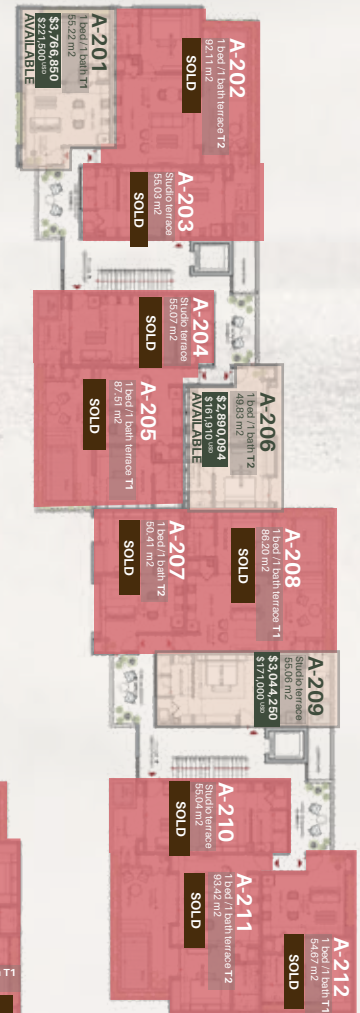 A-201
1 bed /1 bath T1
55.22 m2
$3,766,850
$221,500 USD
AVAILABLE
A-202
1 bed /1 bath terrace T2
92.11 m2
SOLD
A-203
Studio terrace
55.03 m2
SOLD
A-204
Studio terrace
55.07 m2
SOLD
A-205
1 bed /1 bath terrace T1
87.51 m2
SOLD
A-206
1 bed /1 bath T2
49.83 m2
$2,890,094
$161,910 USD
AVAILABLE
A-207
1 bed /1 bath T2
50.41 m2
SOLD
A-208
1 bed /1 bath terrace T1
86.20 m2
SOLD
A-209
Studio terrace
55.06 m2
$3,044,250
$171,000 USD
A-210
Studio terrace
55.04 m2
SOLD
A-211
1 bed /1 bath terrace T2
93.42 m2
SOLD
A-212
1 bed /1 bath T1
54.67 m2
SOLD
T1